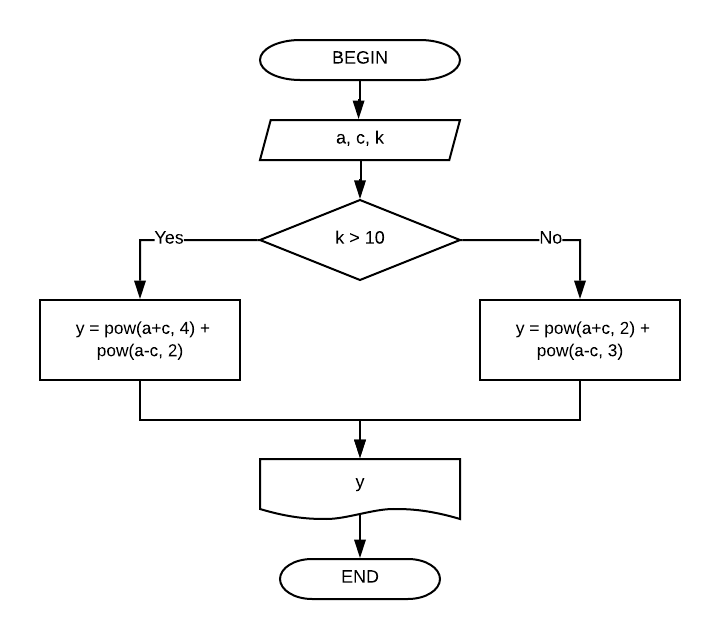 BEGIN
a, c, k
k > 10
Yes
No
y = pow(a+c, 4) +
pow(a-c, 2)
y = pow(a+c, 2) +
pow(a-c, 3)
y
END